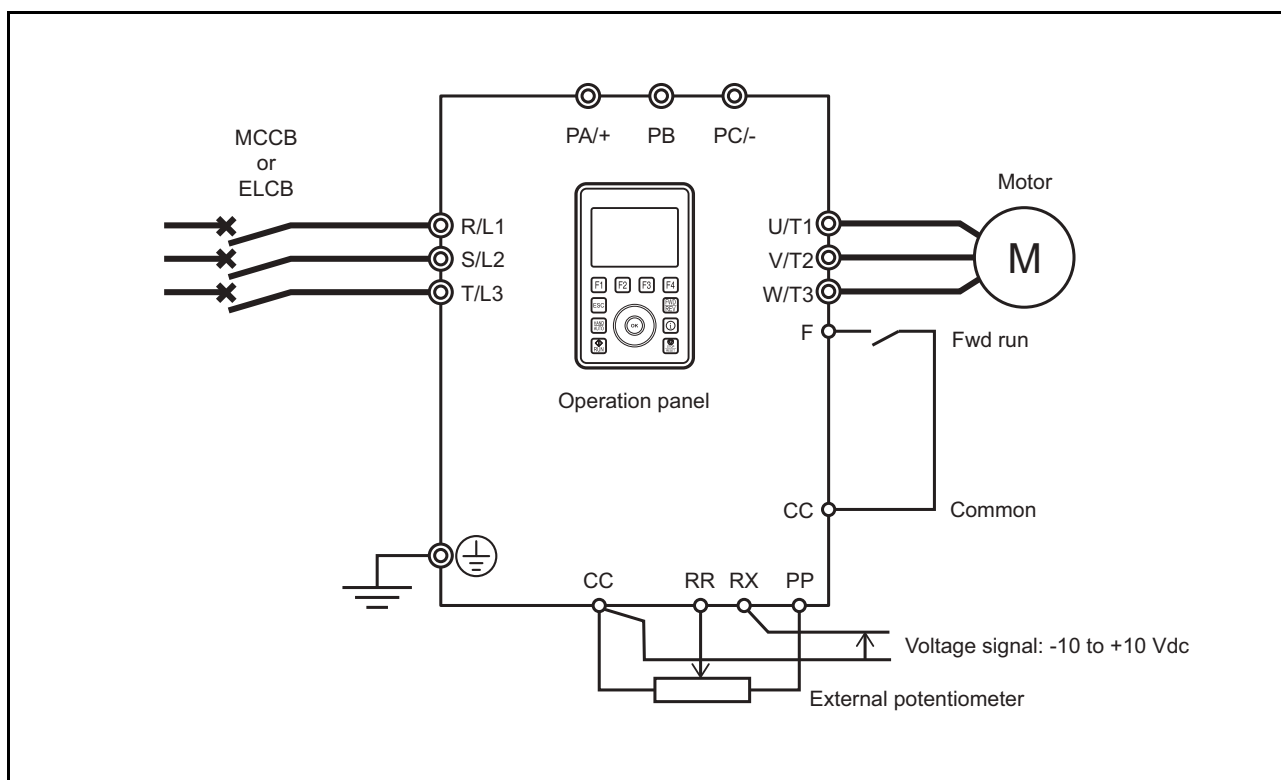 PA/+ PB PC/-
MCCB
or
ELCB
Motor
R/L1
S/L2
T/L3
U/T1
V/T2
W/T3
M
F1 F2 F3 F4
ESC
OK
RUN
F
Fwd run
Operation panel
CC
Common
CC RR RX PP
Voltage signal: -10 to +10 Vdc
External potentiometer